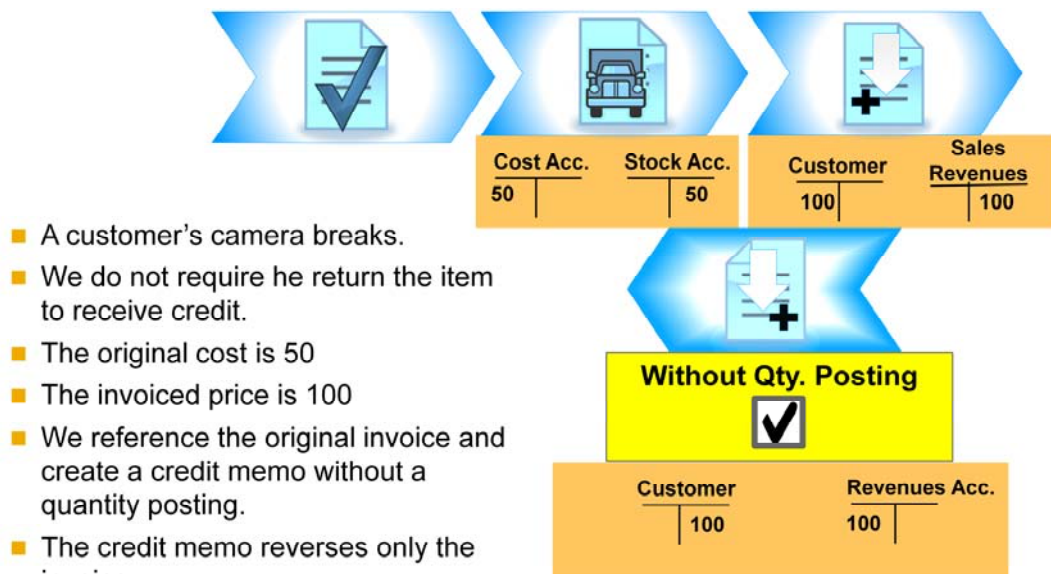 Cost Acc. Stock Acc.
50 50
Customer Sales Revenues
100 100
■ A customer’s camera breaks.
■ We do not require he return the item
to receive credit.
■ The original cost is 50
■ The invoiced price is 100
■ We reference the original invoice and
create a credit memo without a
quantity posting.
■ The credit memo reverses only the
Without Qty. Posting
Customer Revenues Acc.
100 100